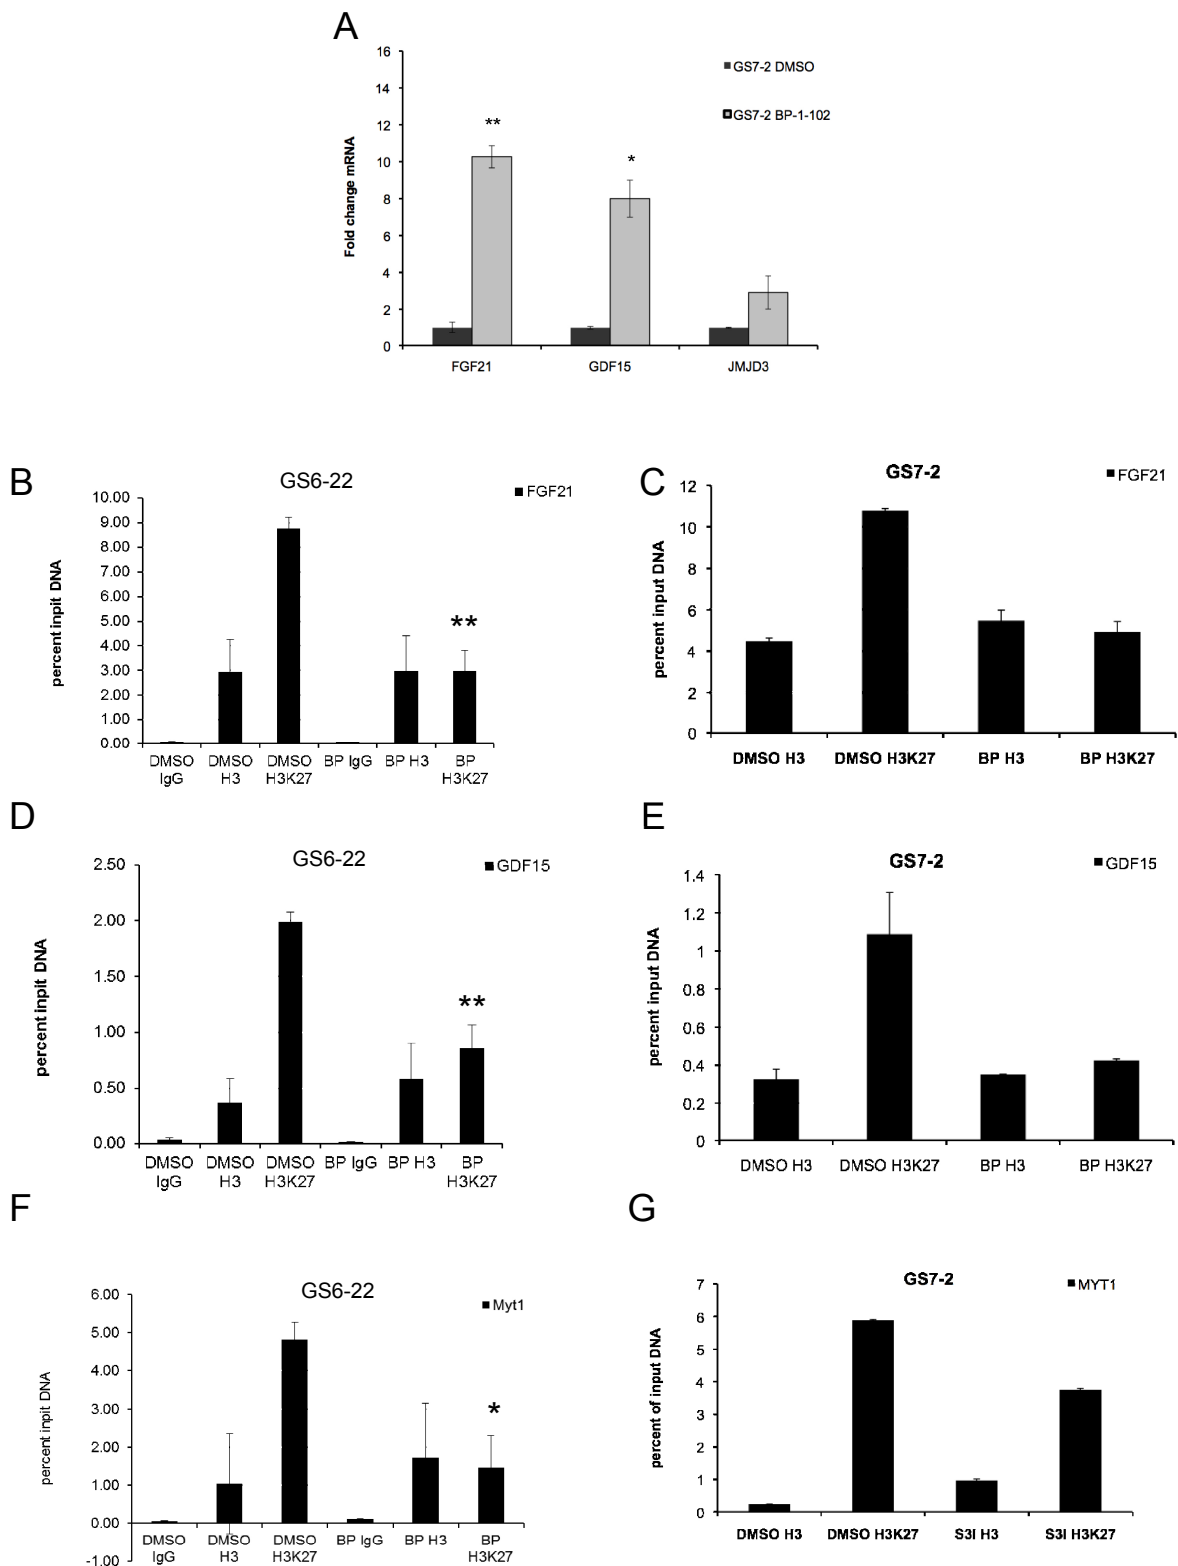 A
16
14
12
10
8
6
4
2
0
Fold change mRNA
GS7-2 DMSO
GS7-2 BP-1-102
**
*
FGF21 GDF15 JMJD3
B
GS6-22
FGF21
10.00
9.00
8.00
7.00
6.00
5.00
4.00
3.00
2.00
1.00
0.00
percent inpit DNA
**
DMSO DMSO DMSO BP IgG BP H3 BP
IgG H3 H3K27 H3K27
C
GS7-2
FGF21
12
10
8
6
4
2
0
percent input DNA
DMSO H3 DMSO H3K27 BP H3 BP H3K27
D
GS6-22
GDF15
2.50
2.00
1.50
1.00
0.50
0.00
percent inpit DNA
**
DMSO DMSO DMSO BP IgG BP H3 BP
IgG H3 H3K27 H3K27
E
GS7-2
GDF15
1.4
1.2
1
0.8
0.6
0.4
0.2
0
percent input DNA
DMSO H3 DMSO H3K27 BP H3 BP H3K27
F
GS6-22
Myt1
6.00
5.00
4.00
3.00
2.00
1.00
0.00
-1.00
percent inpit DNA
*
DMSO DMSO DMSO BP IgG BP H3 BP
IgG H3 H3K27 H3K27
G
GS7-2
MYT1
7
6
5
4
3
2
1
0
percent of input DNA
DMSO H3 DMSO H3K27 S3I H3 S3I H3K27